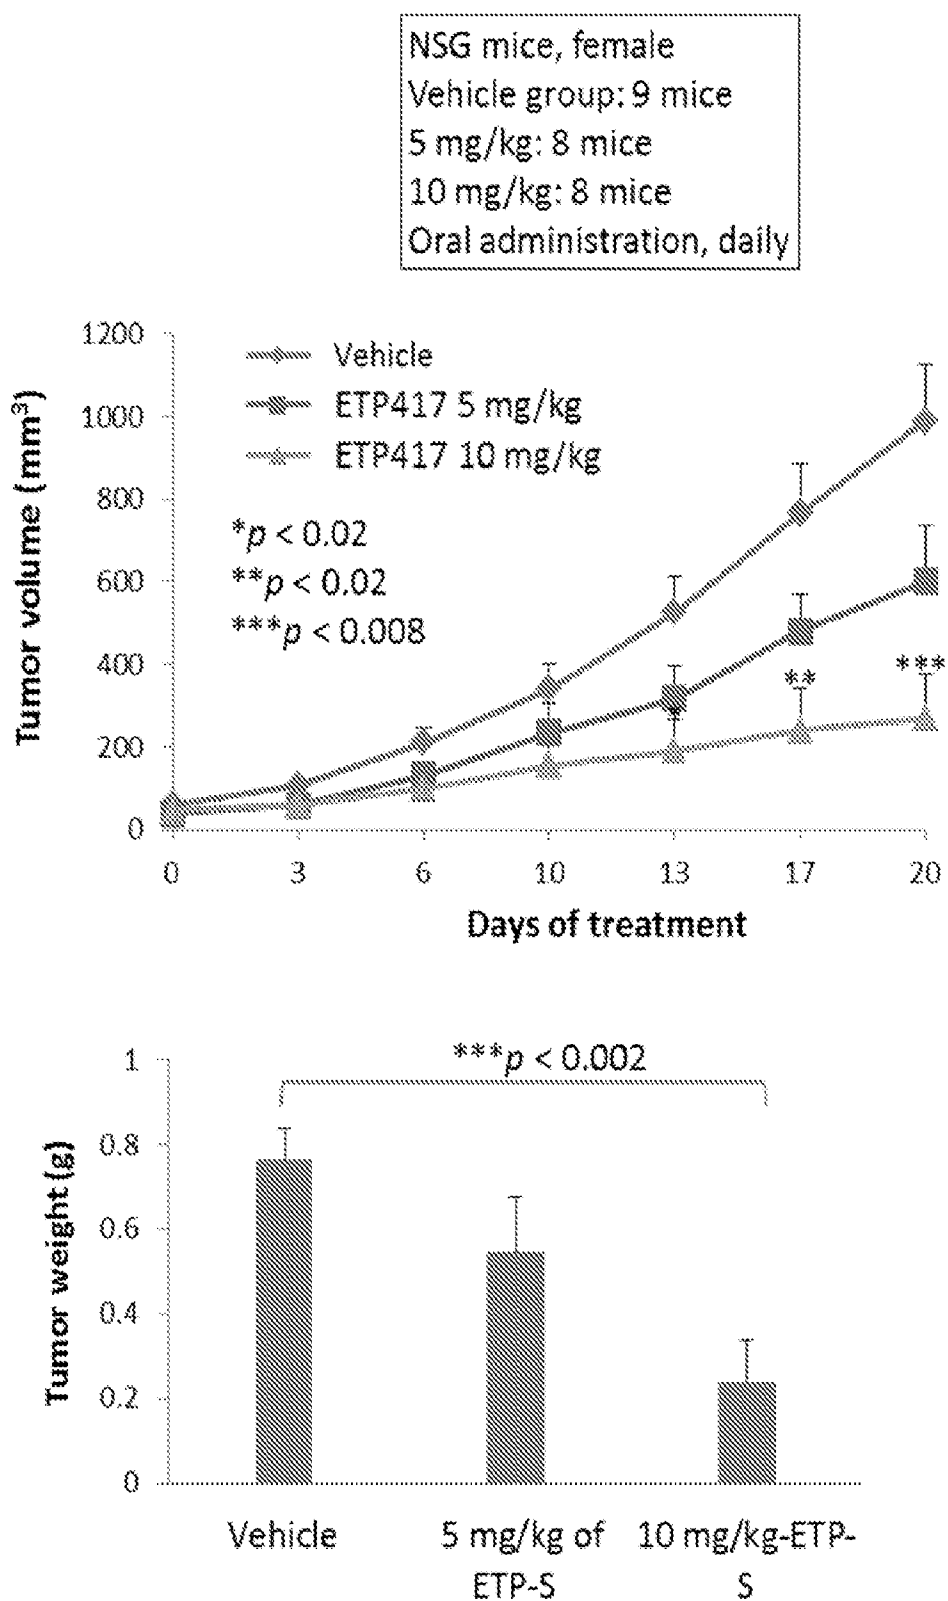 NSG mice, female
Vehicle group: 9 mice
5 mg/kg: 8 mice
10 mg/kg: 8 mice
Oral administration, daily
Tumor volume (mm³)
1200
1000
800
600
400
200
0
Vehicle
ETP417 5 mg/kg
ETP417 10 mg/kg
*p < 0.02
**p < 0.02
***p < 0.008
*
**
***
0 3 6 10 13 17 20
Days of treatment
Tumor weight (g)
1
0.8
0.6
0.4
0.2
0
***p < 0.002
Vehicle
5 mg/kg of
ETP-S
10 mg/kg-ETP-
S